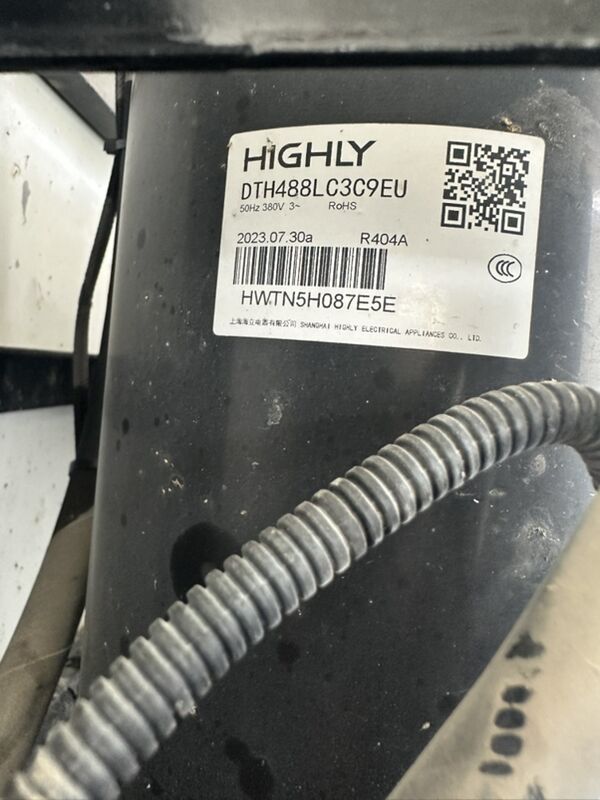 HIGHLY
DTH488LC3C9EU
50Hz 380V 3~ RoHS
2023.07.30a R404A
HWTN5H087E5E
上海海立电器有限公司 SHANGHAI HIGHLY ELECTRICAL APPLIANCES CO., LTD.
CCC